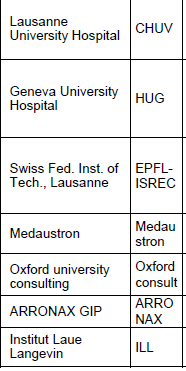 Lausanne
University Hospital
CHUV
Geneva University
Hospital
HUG
Swiss Fed. Inst. of
Tech., Lausanne
EPFL-
ISREC
Medaustron
Medau
stron
Oxford university
consulting
Oxford
consult
ARRONAX GIP
ARRO
NAX
Institut Laue
Langevin
ILL